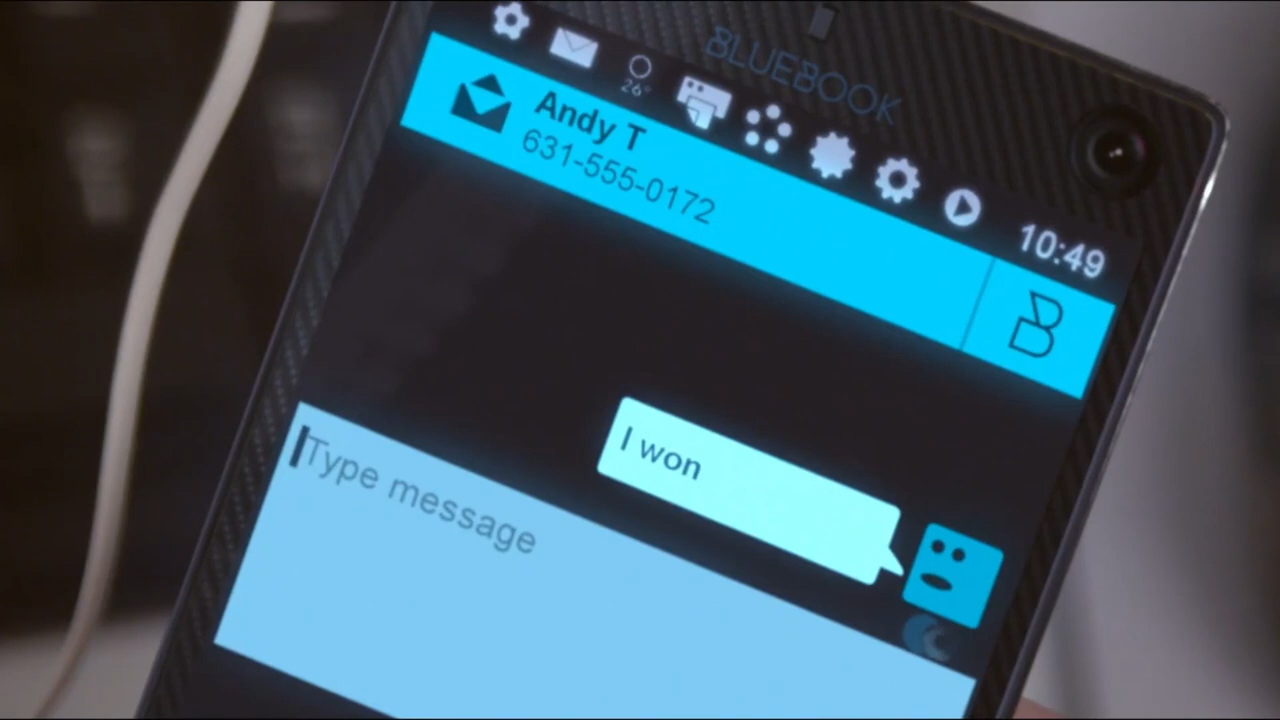 BLUEBOOK
26°
10:49
Andy T
631-555-0172
I won
Type message